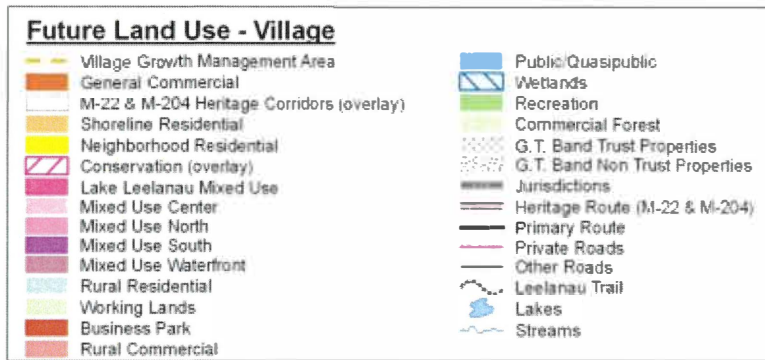 Future Land Use - Village
Village Growth Management Area
General Commercial
M-22 & M-204 Heritage Corridors (overlay)
Shoreline Residential
Neighborhood Residential
Conservation (overlay)
Lake Leelanau Mixed Use
Mixed Use Center
Mixed Use North
Mixed Use South
Mixed Use Waterfront
Rural Residential
Working Lands
Business Park
Rural Commercial
Public/Quasipublic
Wetlands
Recreation
Commercial Forest
G.T. Band Trust Properties
G.T. Band Non Trust Properties
Jurisdictions
Heritage Route (M-22 & M-204)
Primary Route
Private Roads
Other Roads
Leelanau Trail
Lakes
Streams